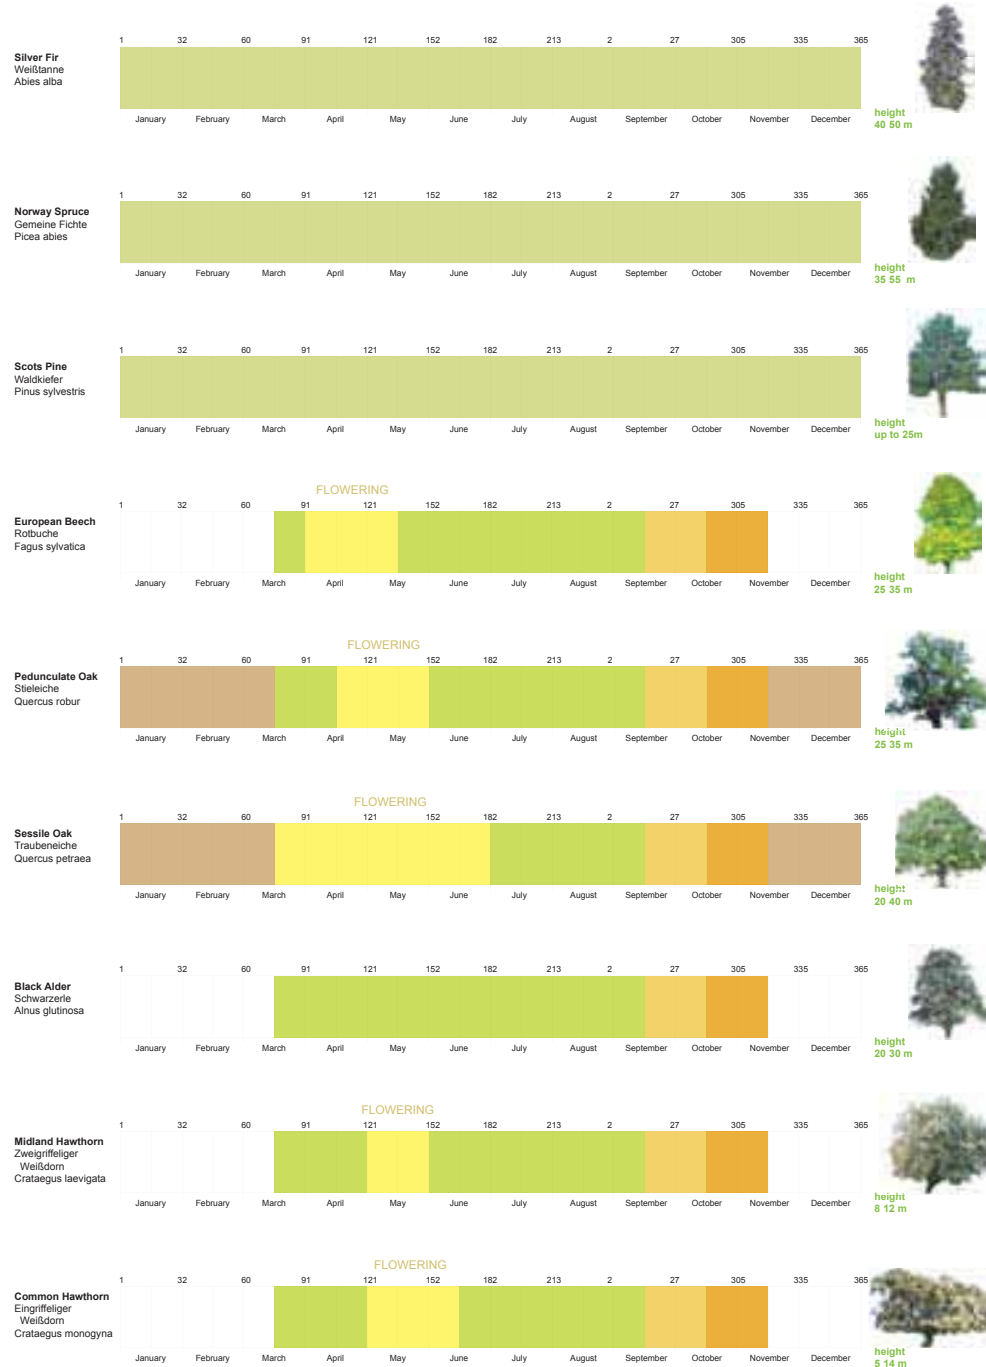 1 32 60 91 121 152 182 213 2 27 305 335 365
Silver Fir
Weißtanne
Abies alba
January February March April May June July August September October November December
height
40 50 m
1 32 60 91 121 152 182 213 2 27 305 335 365
Norway Spruce
Gemeine Fichte
Picea abies
January February March April May June July August September October November December
height
35 55 m
1 32 60 91 121 152 182 213 2 27 305 335 365
Scots Pine
Waldkiefer
Pinus sylvestris
January February March April May June July August September October November December
height
up to 25m
FLOWERING
1 32 60 91 121 152 182 213 2 27 305 335 365
European Beech
Rotbuche
Fagus sylvatica
January February March April May June July August September October November December
height
25 35 m
FLOWERING
1 32 60 91 121 152 182 213 2 27 305 335 365
Pedunculate Oak
Stieleiche
Quercus robur
January February March April May June July August September October November December
height
25 35 m
FLOWERING
1 32 60 91 121 152 182 213 2 27 305 335 365
Sessile Oak
Traubeneiche
Quercus petraea
January February March April May June July August September October November December
height
20 40 m
1 32 60 91 121 152 182 213 2 27 305 335 365
Black Alder
Schwarzerle
Alnus glutinosa
January February March April May June July August September October November December
height
20 30 m
FLOWERING
1 32 60 91 121 152 182 213 2 27 305 335 365
Midland Hawthorn
Zweigriffeliger
Weißdorn
Crataegus laevigata
January February March April May June July August September October November December
height
8 12 m
FLOWERING
1 32 60 91 121 152 182 213 2 27 305 335 365
Common Hawthorn
Eingriffeliger
Weißdorn
Crataegus monogyna
January February March April May June July August September October November December
height
5 14 m